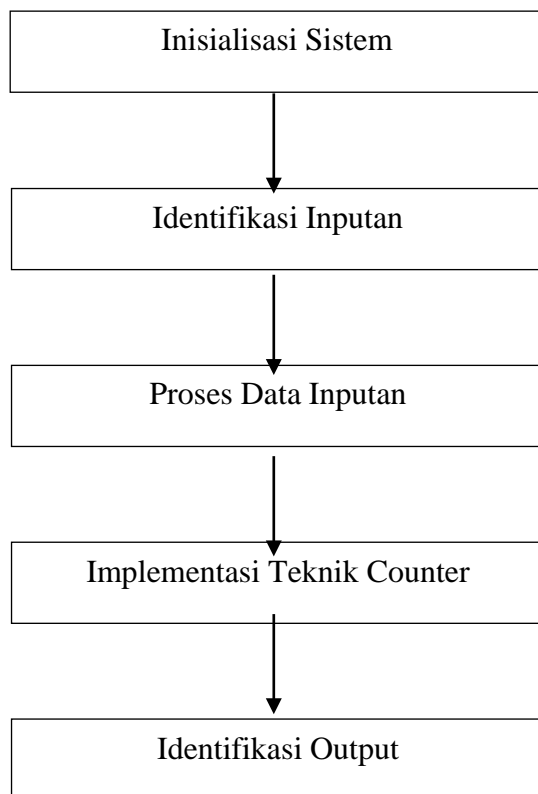 Inisialisasi Sistem
Identifikasi Inputan
Proses Data Inputan
Implementasi Teknik Counter
Identifikasi Output